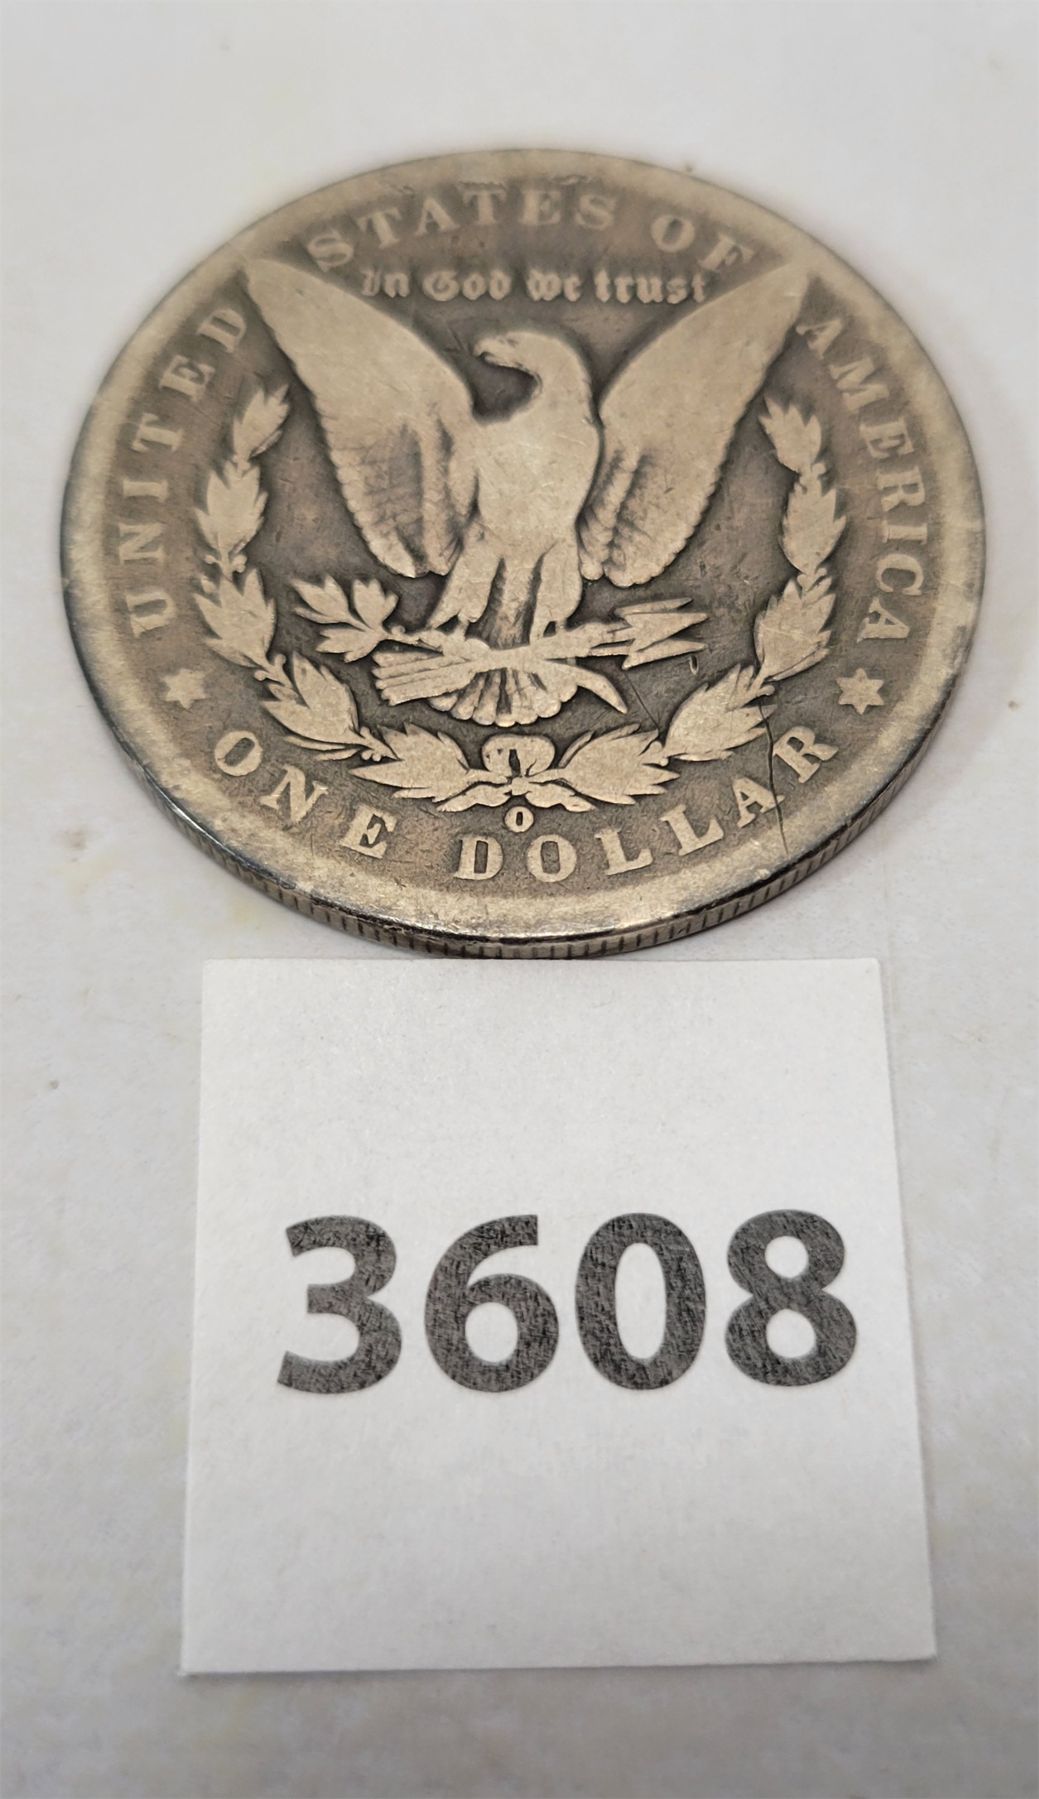 UNITED STATES OF AMERICA
In God we trust
O
★ ONE DOLLAR ★
3608